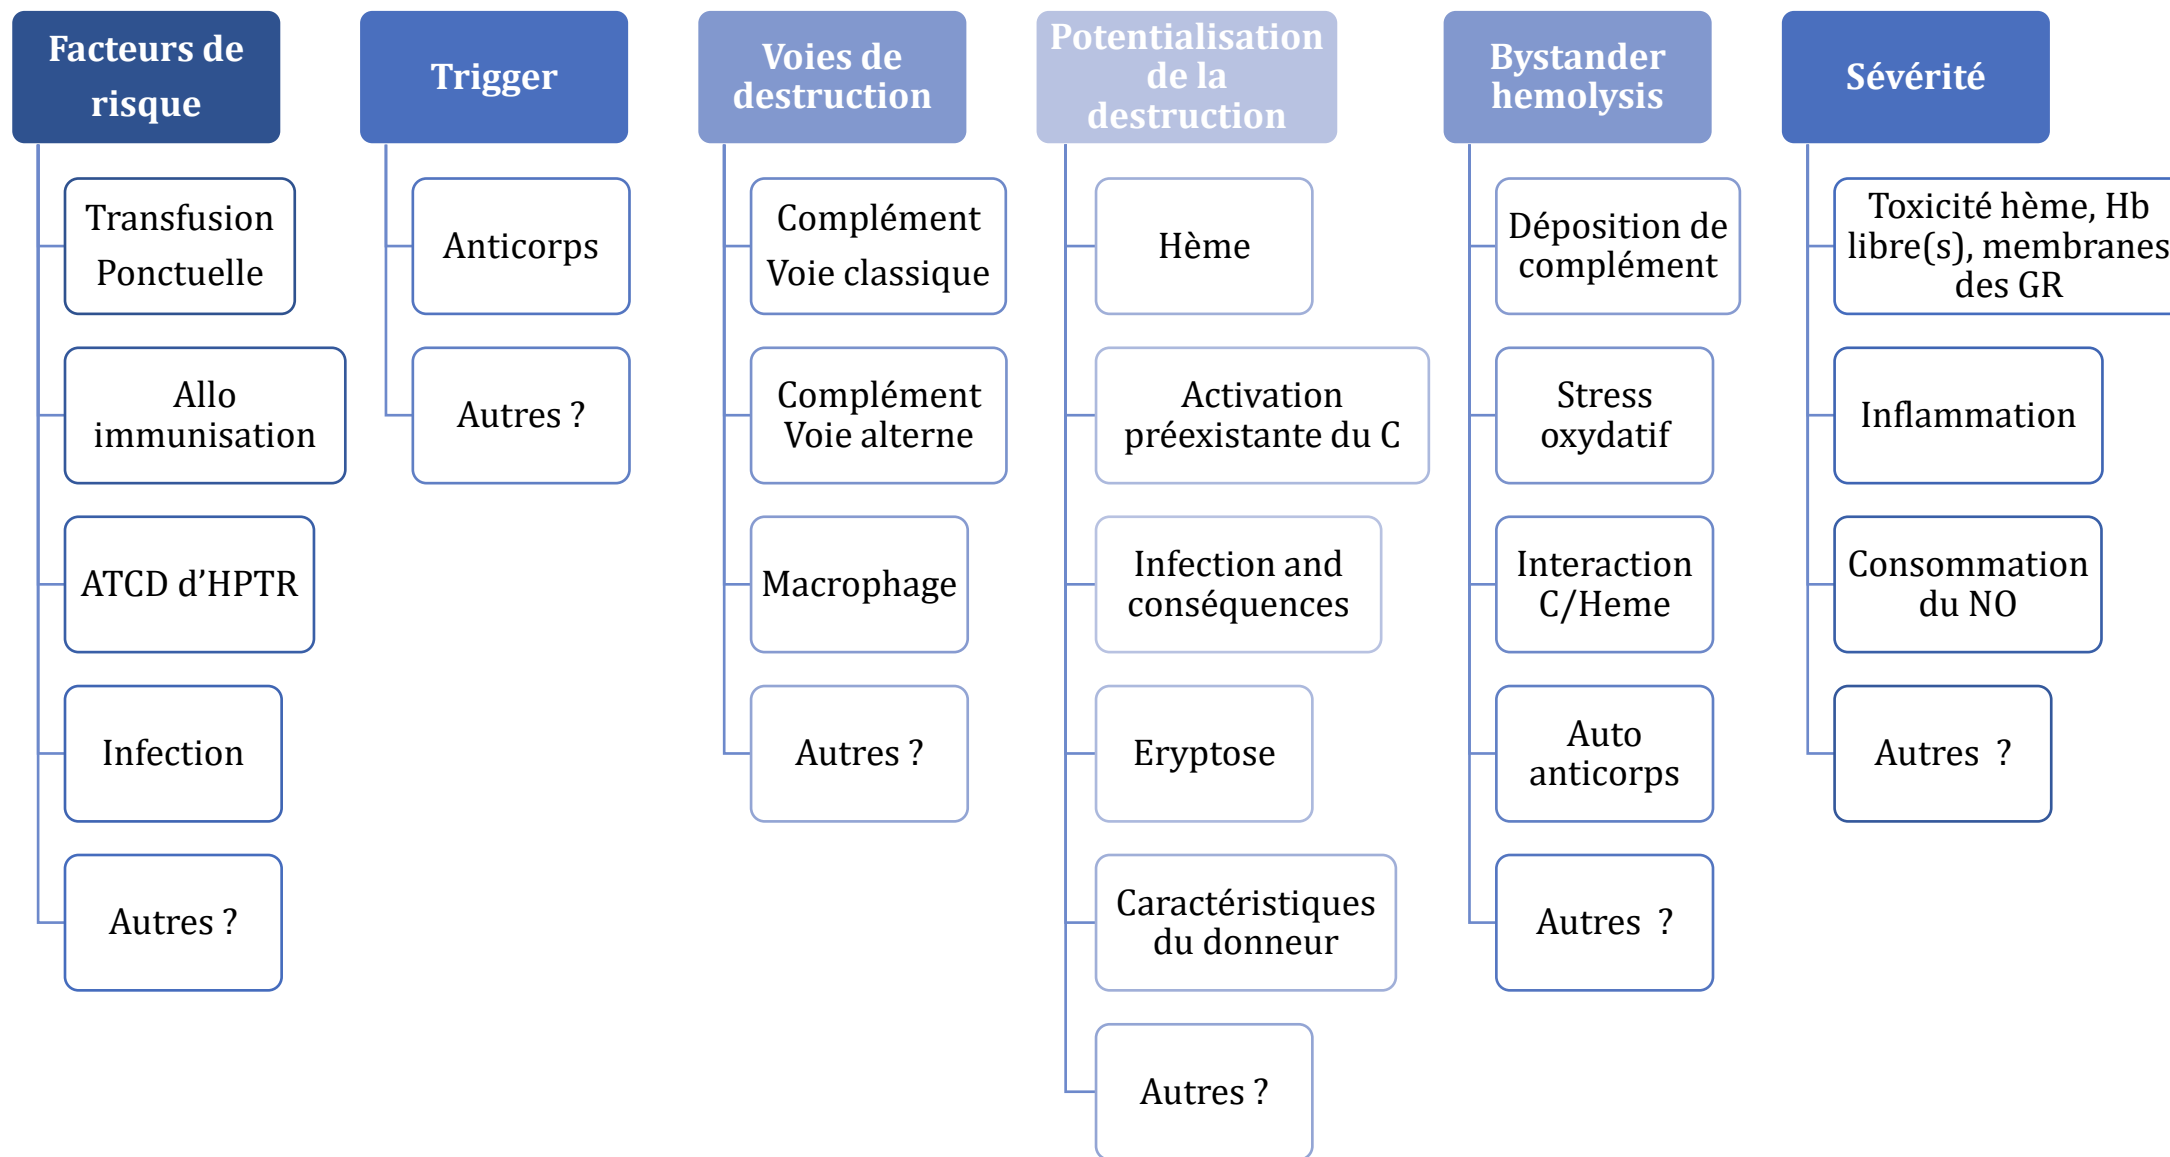 Facteurs de
risque
Transfusion
Ponctuelle
Allo
immunisation
ATCD d’HPTR
Infection
Autres ?
Trigger
Anticorps
Autres ?
Voies de
destruction
Complément
Voie classique
Complément
Voie alterne
Macrophage
Autres ?
Potentialisation
de la
destruction
Hème
Activation
préexistante du C
Infection and
conséquences
Eryptose
Caractéristiques
du donneur
Autres ?
Bystander
hemolysis
Déposition de
complément
Stress
oxydatif
Interaction
C/Heme
Auto
anticorps
Autres ?
Sévérité
Toxicité hème, Hb
libre(s), membranes
des GR
Inflammation
Consommation
du NO
Autres ?